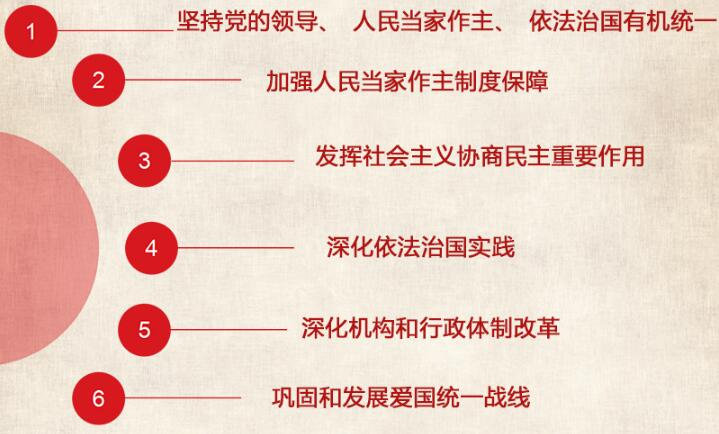 1 坚持党的领导、 人民当家作主、 依法治国有机统一
2 加强人民当家作主制度保障
3 发挥社会主义协商民主重要作用
4 深化依法治国实践
5 深化机构和行政体制改革
6 巩固和发展爱国统一战线